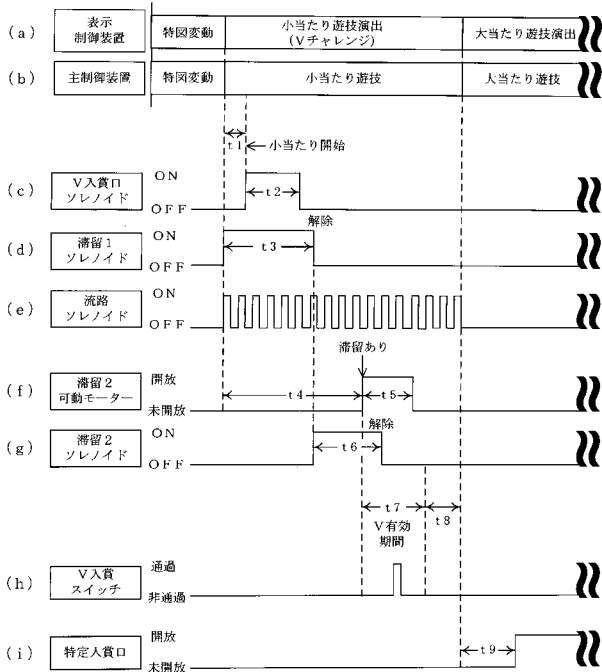 (a)
表示
制御装置
特図変動
小当たり遊技演出
(Vチャレンジ)
大当たり遊技演出
(b)
主制御装置
特図変動
小当たり遊技
大当たり遊技
t1
小当たり開始
(c)
V入賞口
ソレノイド
ON
OFF
t2
解除
(d)
滞留1
ソレノイド
ON
OFF
t3
(e)
流路
ソレノイド
ON
OFF
滞留あり
(f)
滞留2
可動モーター
開放
未開放
t4
t5
解除
(g)
滞留2
ソレノイド
ON
OFF
t6
t7
t8
V有効
期間
(h)
V入賞
スイッチ
通過
非通過
(i)
特定入賞口
開放
未開放
t9